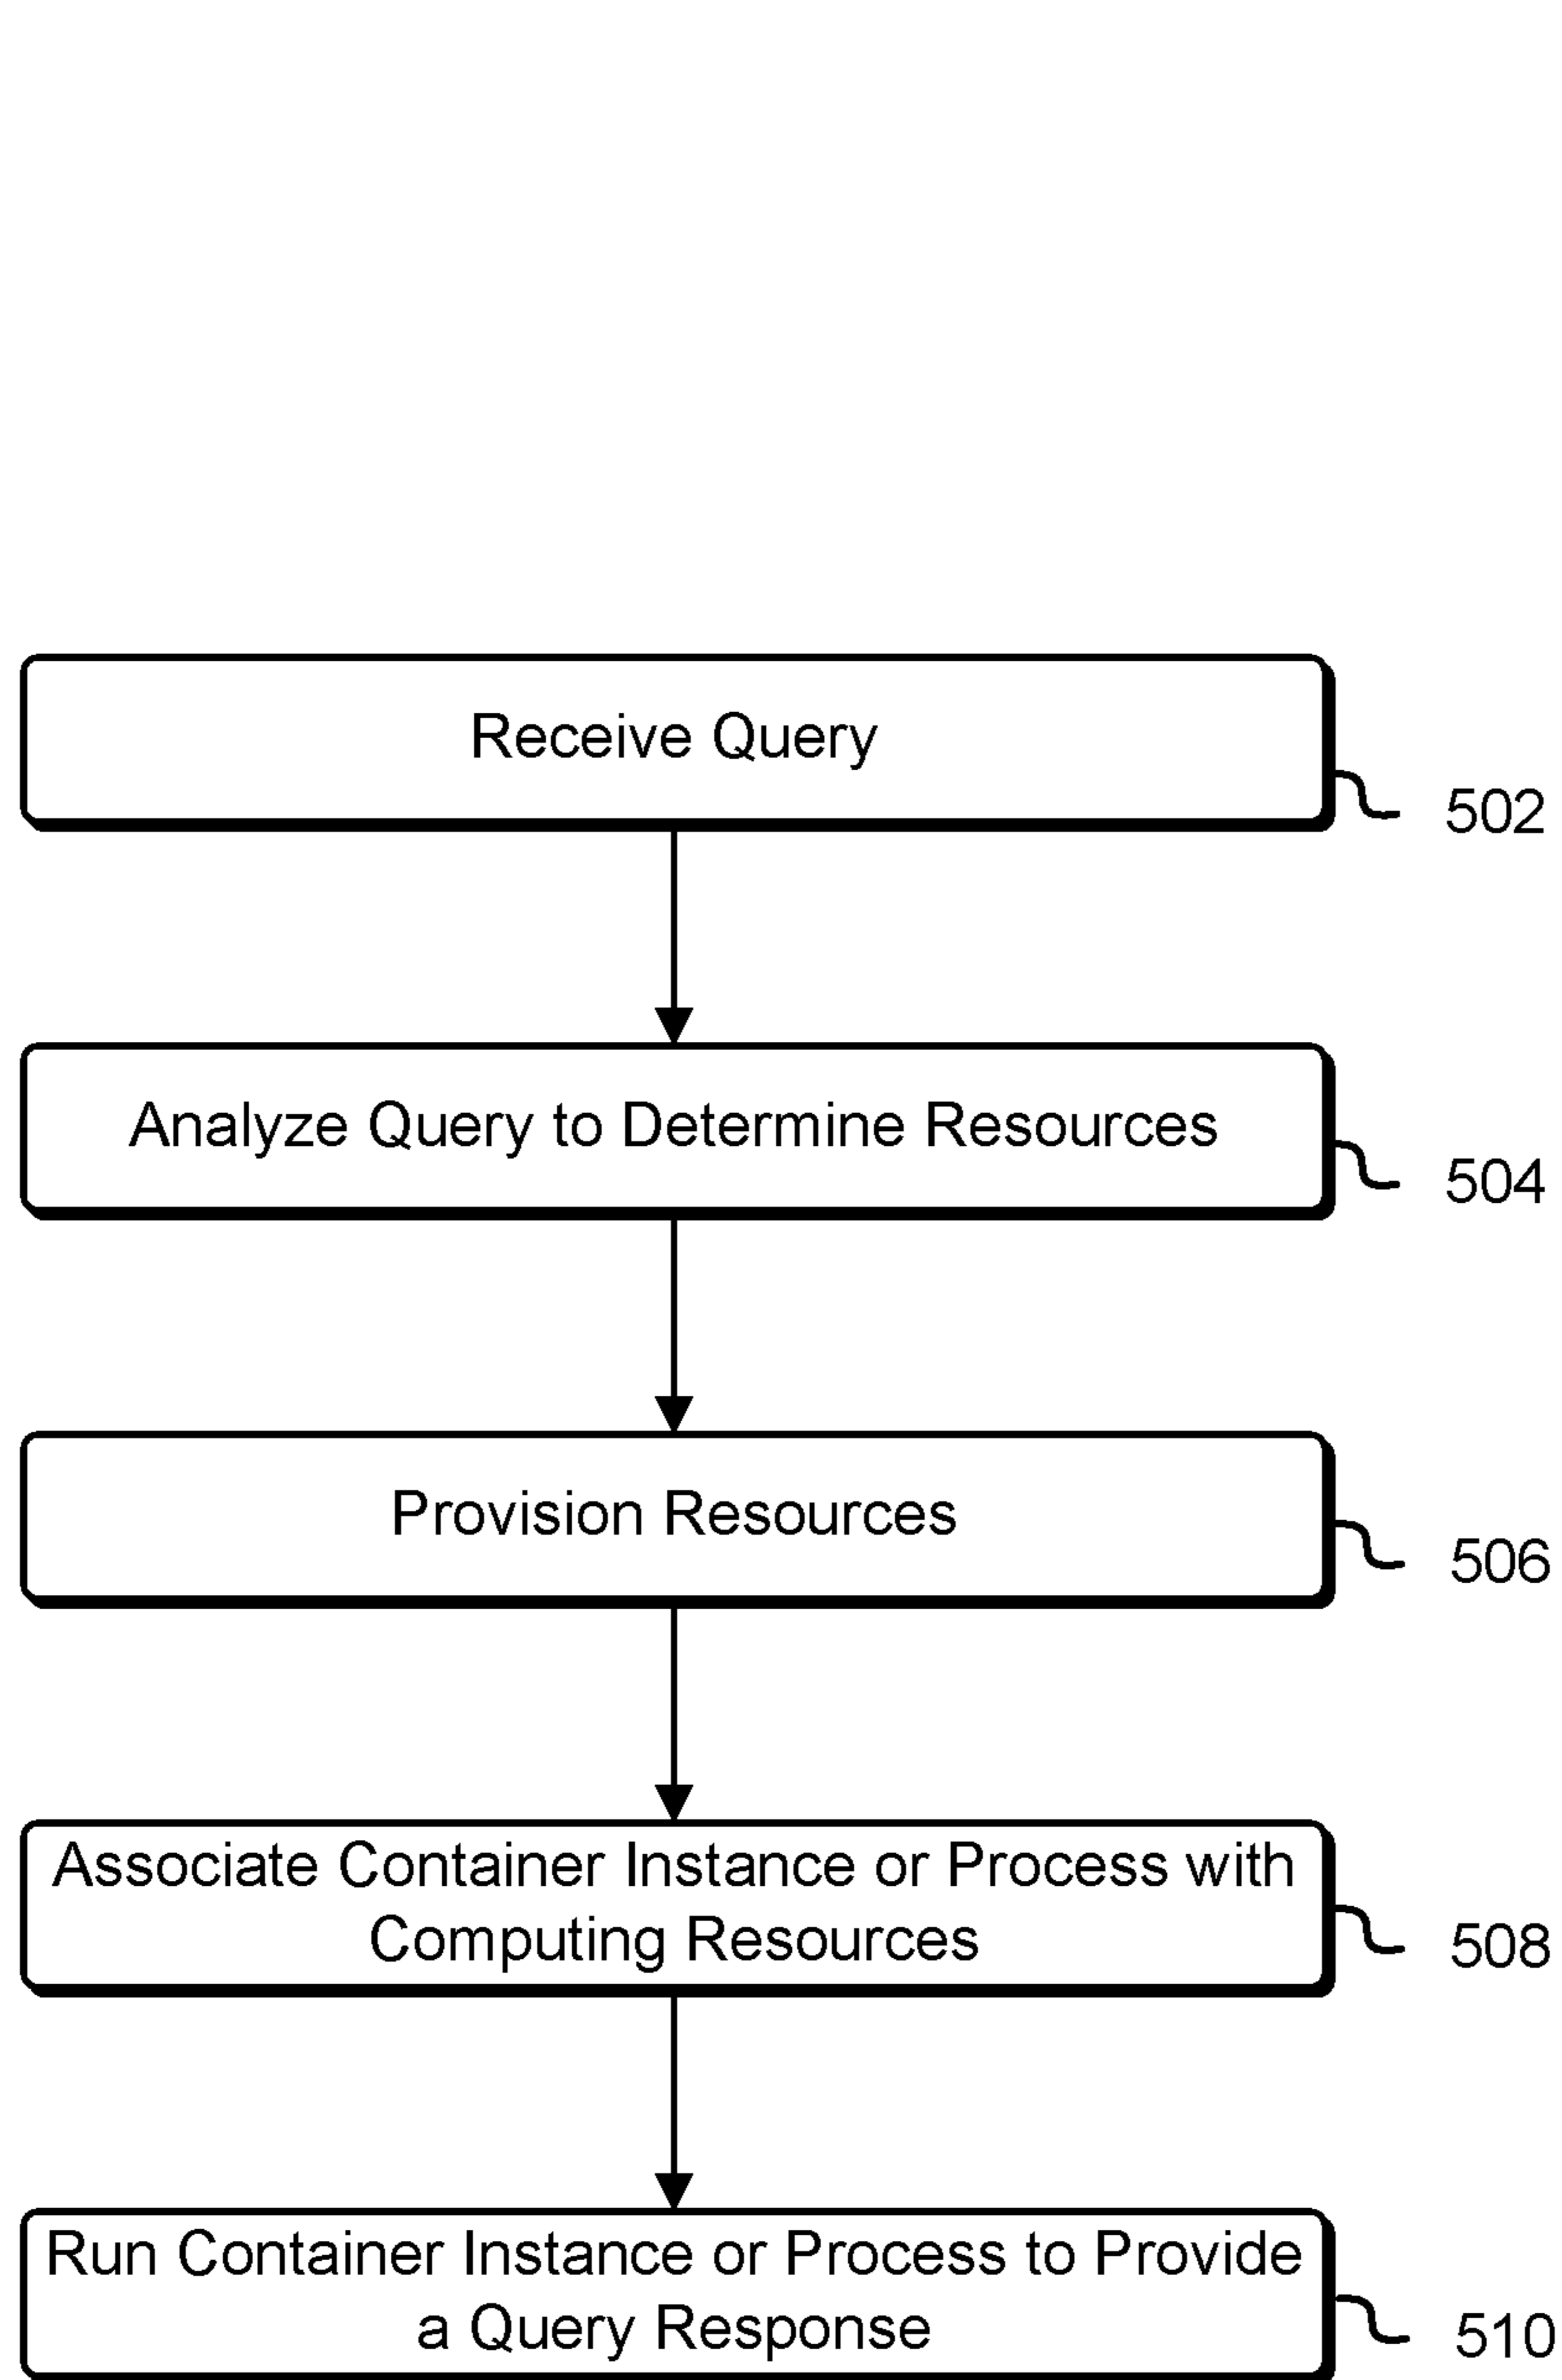 Receive Query
502
Analyze Query to Determine Resources
504
Provision Resources
506
Associate Container Instance or Process with
Computing Resources
508
Run Container Instance or Process to Provide
a Query Response
510